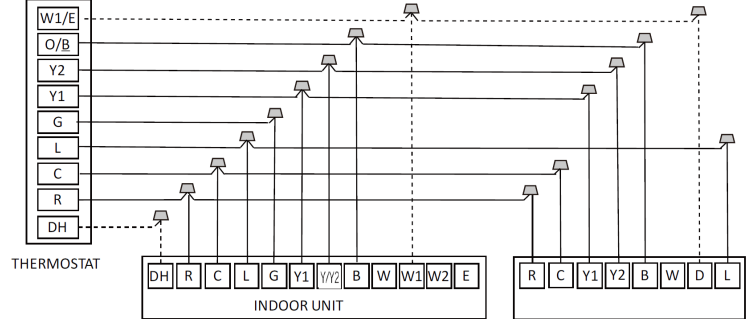 W1/E
O/B
Y2
Y1
G
L
C
R
DH
THERMOSTAT
DH R C L G Y1 Y/Y2 B W W1 W2 E
INDOOR UNIT
R C Y1 Y2 B W D L